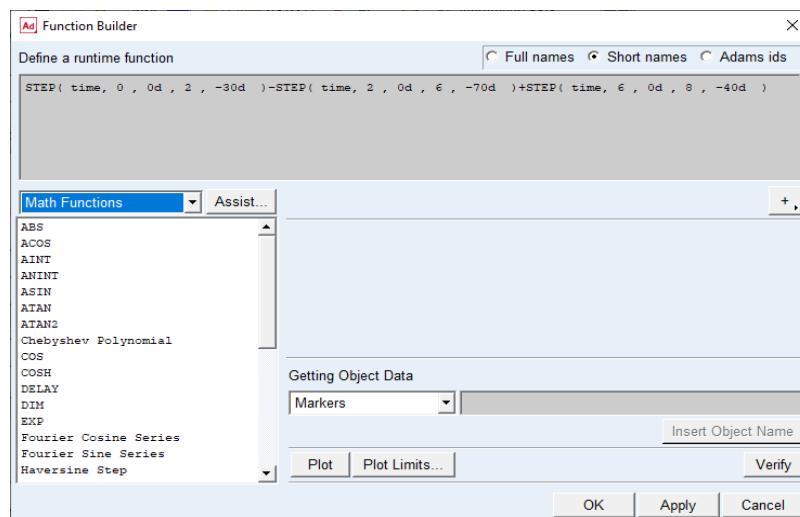 Ad Function Builder
Define a runtime function
Full names Short names Adams ids
STEP( time, 0 , 0d , 2 , -30d )-STEP( time, 2 , 0d , 6 , -70d )+STEP( time, 6 , 0d , 8 , -40d )
Math Functions Assist...
+
ABS
ACOS
AINT
ANINT
ASIN
ATAN
ATAN2
Chebyshev Polynomial
COS
COSH
DELAY
DIM
EXP
Fourier Cosine Series
Fourier Sine Series
Haversine Step
Getting Object Data
Markers
Insert Object Name
Plot Plot Limits... Verify
OK Apply Cancel